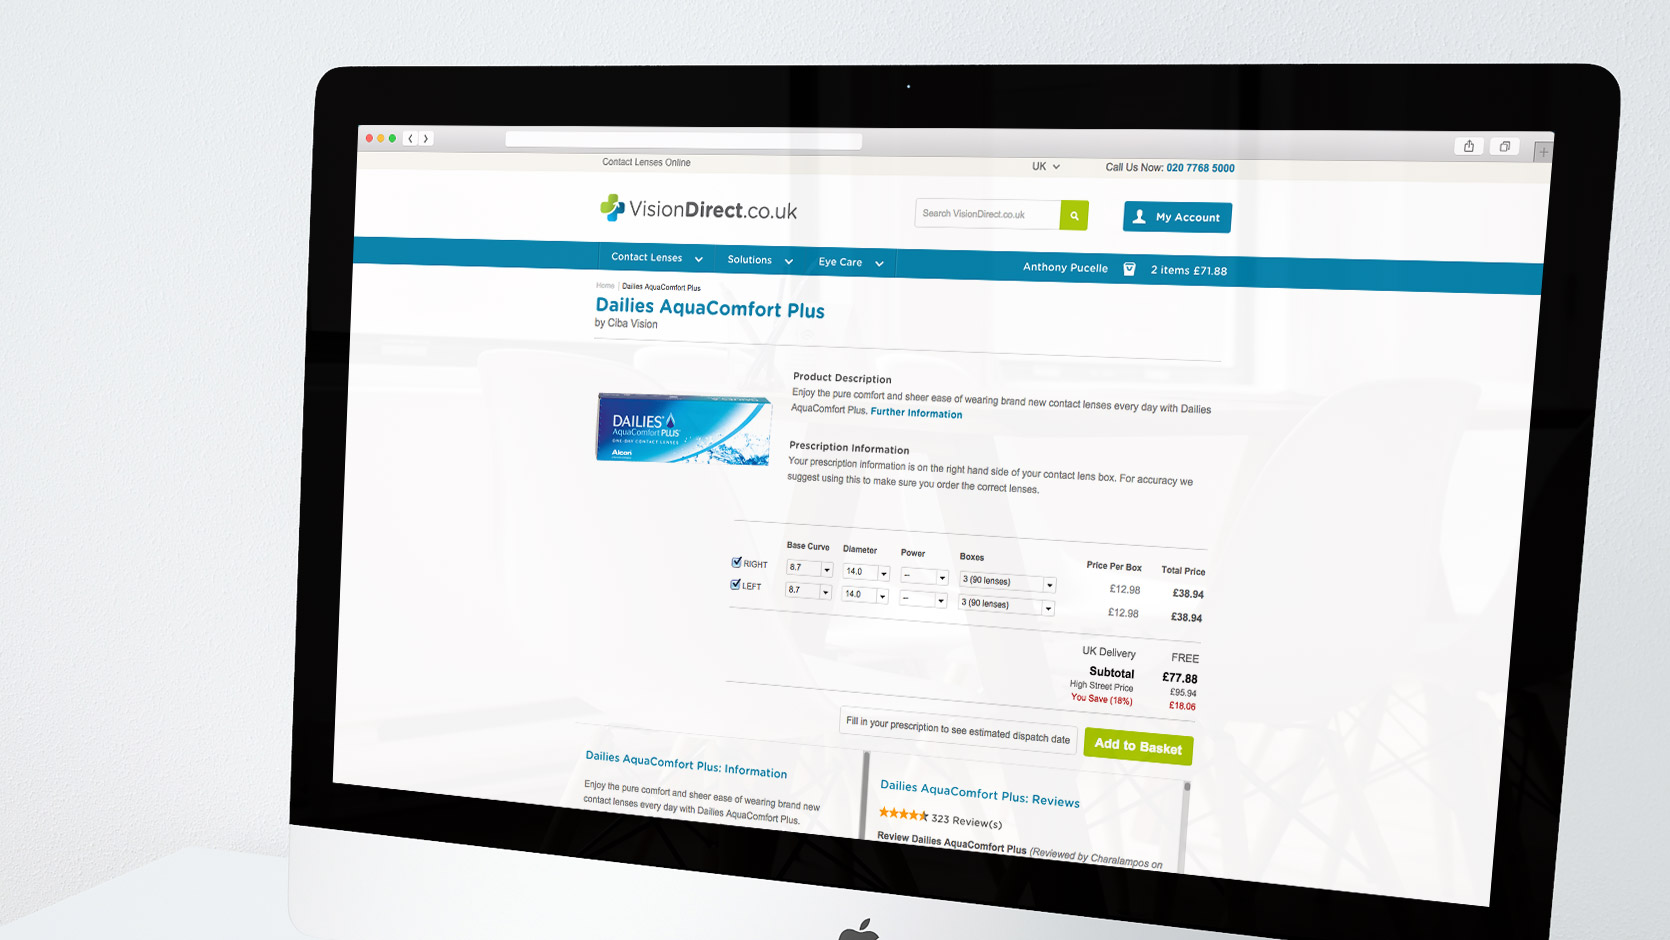 Contact Lenses Online
UK
Call Us Now: 020 7768 5000
VisionDirect.co.uk
Search VisionDirect.co.uk
My Account
Contact Lenses
Solutions
Eye Care
Anthony Pucelle
2 items £71.88
Home | Dailies AquaComfort Plus
Dailies AquaComfort Plus
by Ciba Vision
DAILIES
AquaComfort PLUS
ONE-DAY CONTACT LENSES
Alcon
Product Description
Enjoy the pure comfort and sheer ease of wearing brand new contact lenses every day with Dailies
AquaComfort Plus. Further Information
Prescription Information
Your prescription information is on the right hand side of your contact lens box. For accuracy we
suggest using this to make sure you order the correct lenses.
Base Curve Diameter Power Boxes Price Per Box Total Price
RIGHT 8.7 14.0 -- 3 (90 lenses) £12.98 £38.94
LEFT 8.7 14.0 -- 3 (90 lenses) £12.98 £38.94
UK Delivery FREE
Subtotal £77.88
High Street Price £95.94
You Save (18%) £18.06
Fill in your prescription to see estimated dispatch date
Add to Basket
Dailies AquaComfort Plus: Information
Enjoy the pure comfort and sheer ease of wearing brand new
contact lenses every day with Dailies AquaComfort Plus.
Dailies AquaComfort Plus: Reviews
323 Review(s)
Review Dailies AquaComfort Plus (Reviewed by Charalampos on